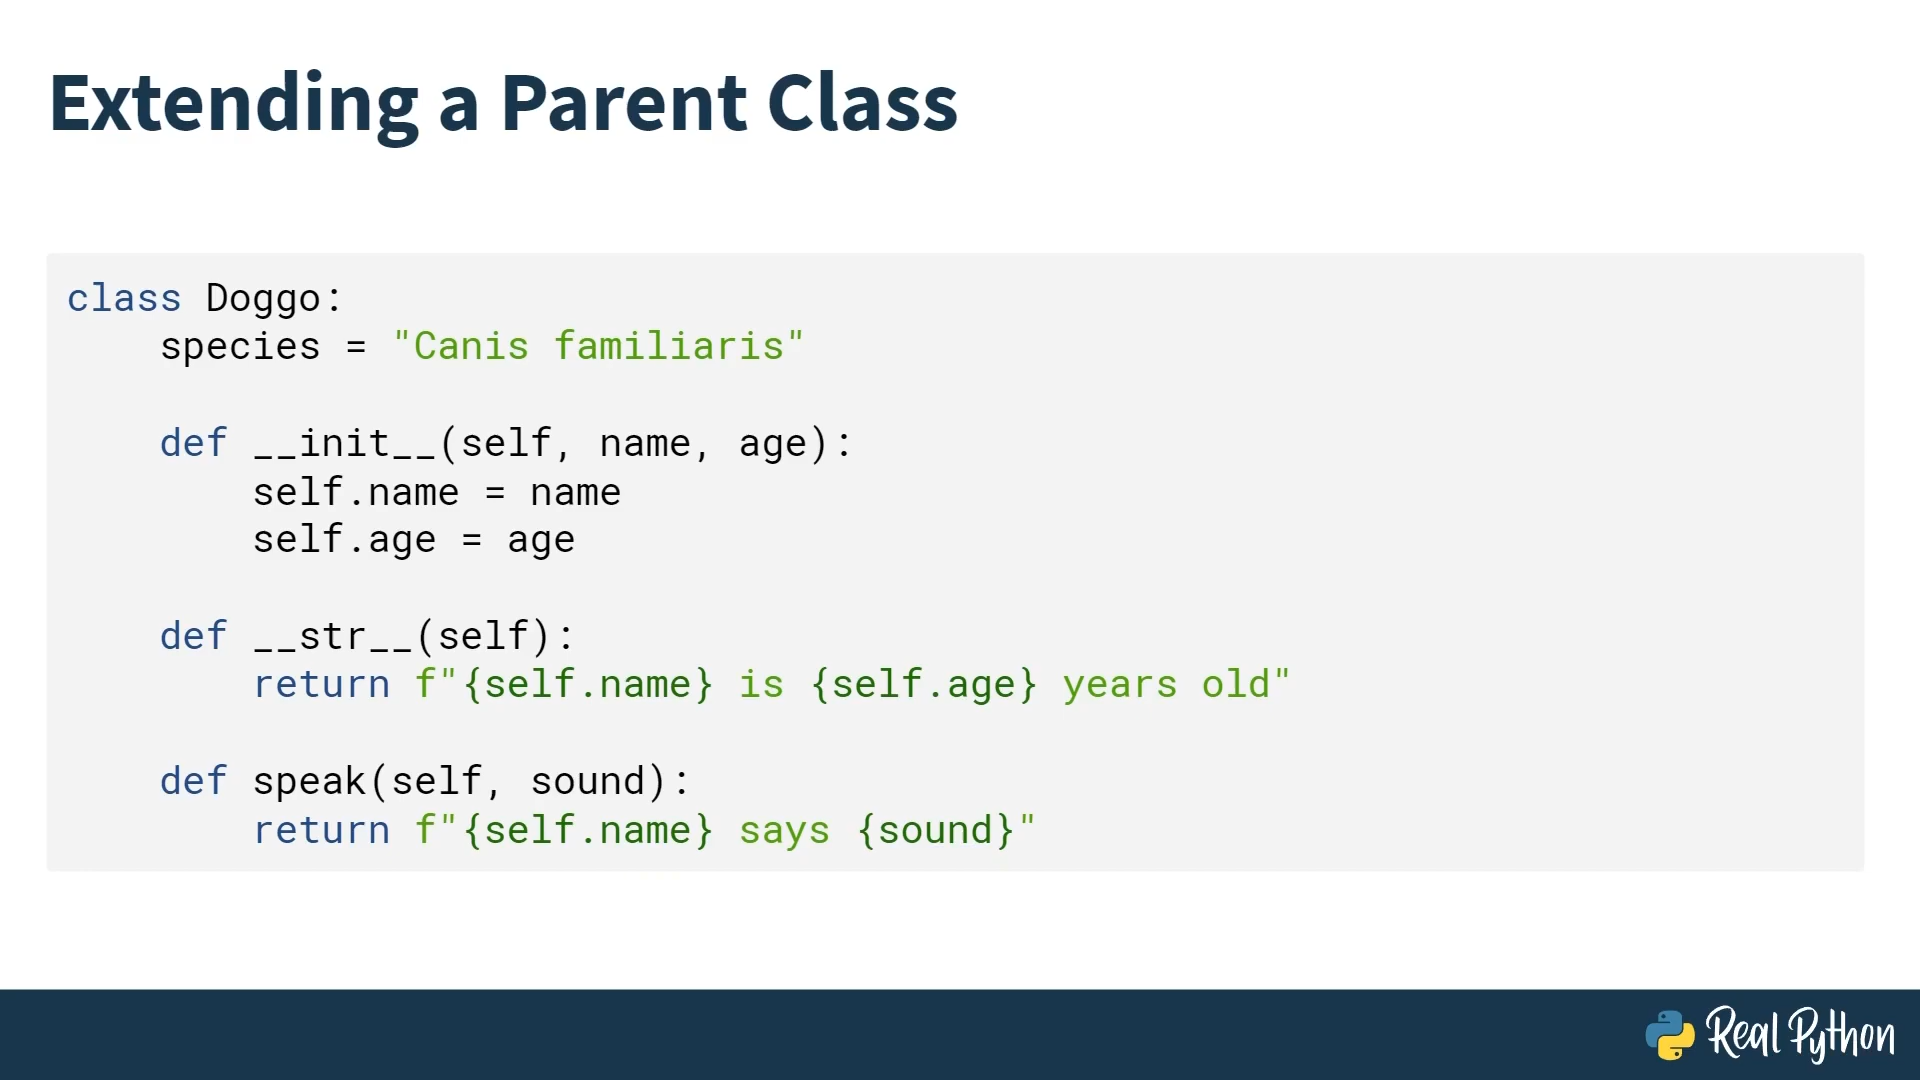 Extending a Parent Class
class Doggo:
    species = "Canis familiaris"

    def __init__(self, name, age):
        self.name = name
        self.age = age

    def __str__(self):
        return f"{self.name} is {self.age} years old"

    def speak(self, sound):
        return f"{self.name} says {sound}"
Real Python